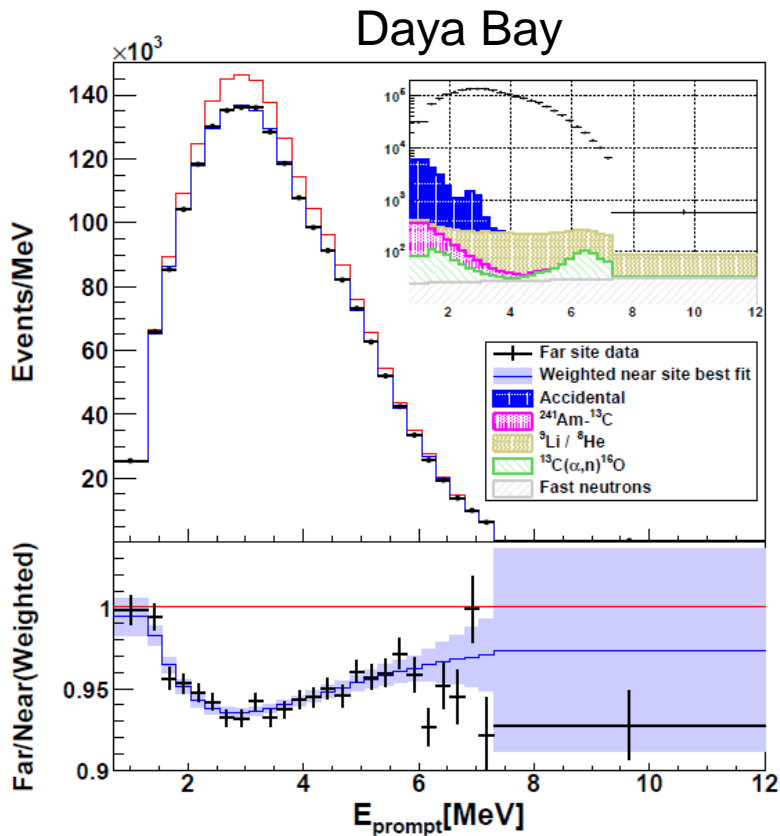 Daya Bay
×10³
Events/MeV
140
120
100
80
60
40
20
10⁶
10⁴
10³
10²
2 4 6 8 10 12
Far site data
Weighted near site best fit
Accidental
²⁴¹Am-¹³C
⁹Li / ⁸He
¹³C(α,n)¹⁶O
Fast neutrons
Far/Near(Weighted)
1
0.95
0.9
2 4 6 8 10 12
E_prompt[MeV]